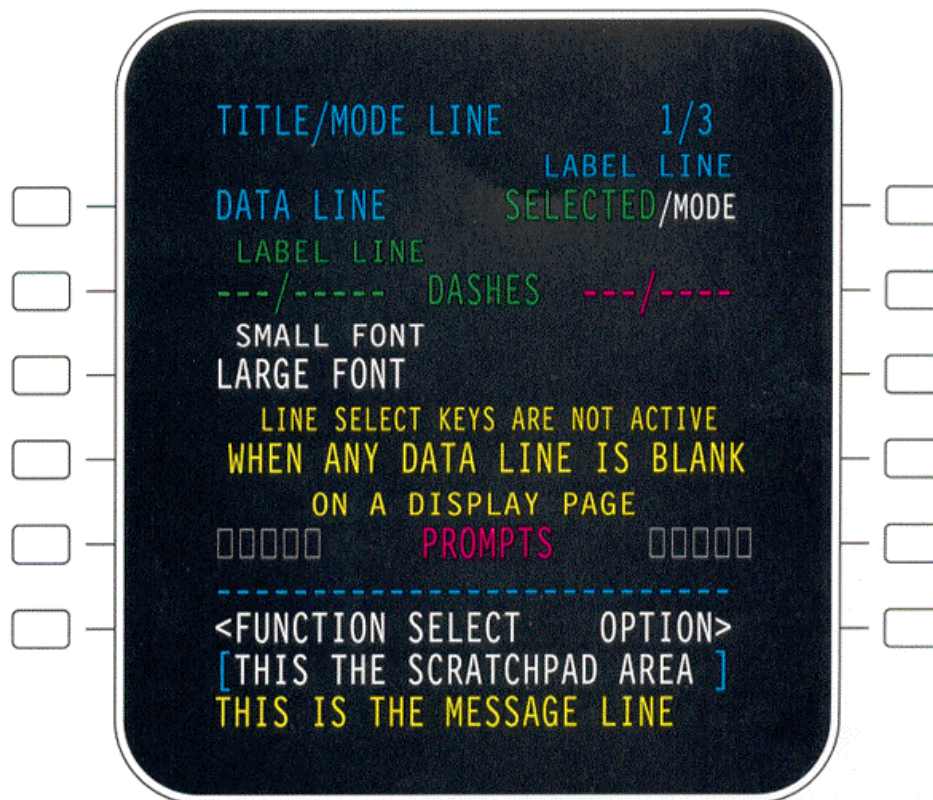 TITLE/MODE LINE 1/3
LABEL LINE
DATA LINE SELECTED/MODE
LABEL LINE
---/----- DASHES ---/----
SMALL FONT
LARGE FONT
LINE SELECT KEYS ARE NOT ACTIVE
WHEN ANY DATA LINE IS BLANK
ON A DISPLAY PAGE
▯▯▯▯▯ PROMPTS ▯▯▯▯▯
------------------------------
<FUNCTION SELECT OPTION>
[THIS THE SCRATCHPAD AREA ]
THIS IS THE MESSAGE LINE